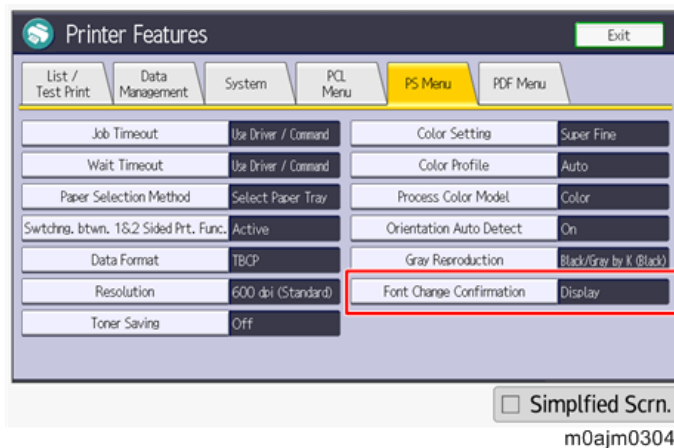 Printer Features
Exit
List / Test Print
Data Management
System
PCL Menu
PS Menu
PDF Menu
Job Timeout Use Driver / Command
Color Setting Super Fine
Wait Timeout Use Driver / Command
Color Profile Auto
Paper Selection Method Select Paper Tray
Process Color Model Color
Swtchng. btwn. 1&2 Sided Prt. Func. Active
Orientation Auto Detect On
Data Format TBCP
Gray Reproduction Black/Gray by K (Black)
Resolution 600 dpi (Standard)
Font Change Confirmation Display
Toner Saving Off
Simplfied Scrn.
m0ajm0304